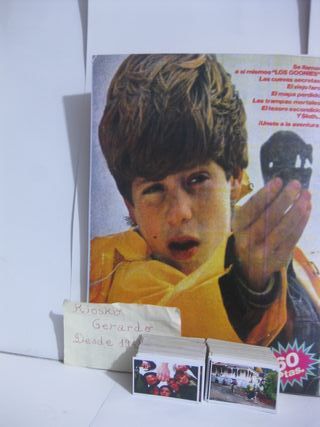 Se llaman
a sí mismos "LOS GOONIES"
Las cuevas secretas
El viejo faro
El mapa perdido
Las trampas mortales
El tesoro escondido
Y Sloth...
¡Únete a la aventura!
Kiosko
Gerardo
Desde
60
Ptas.